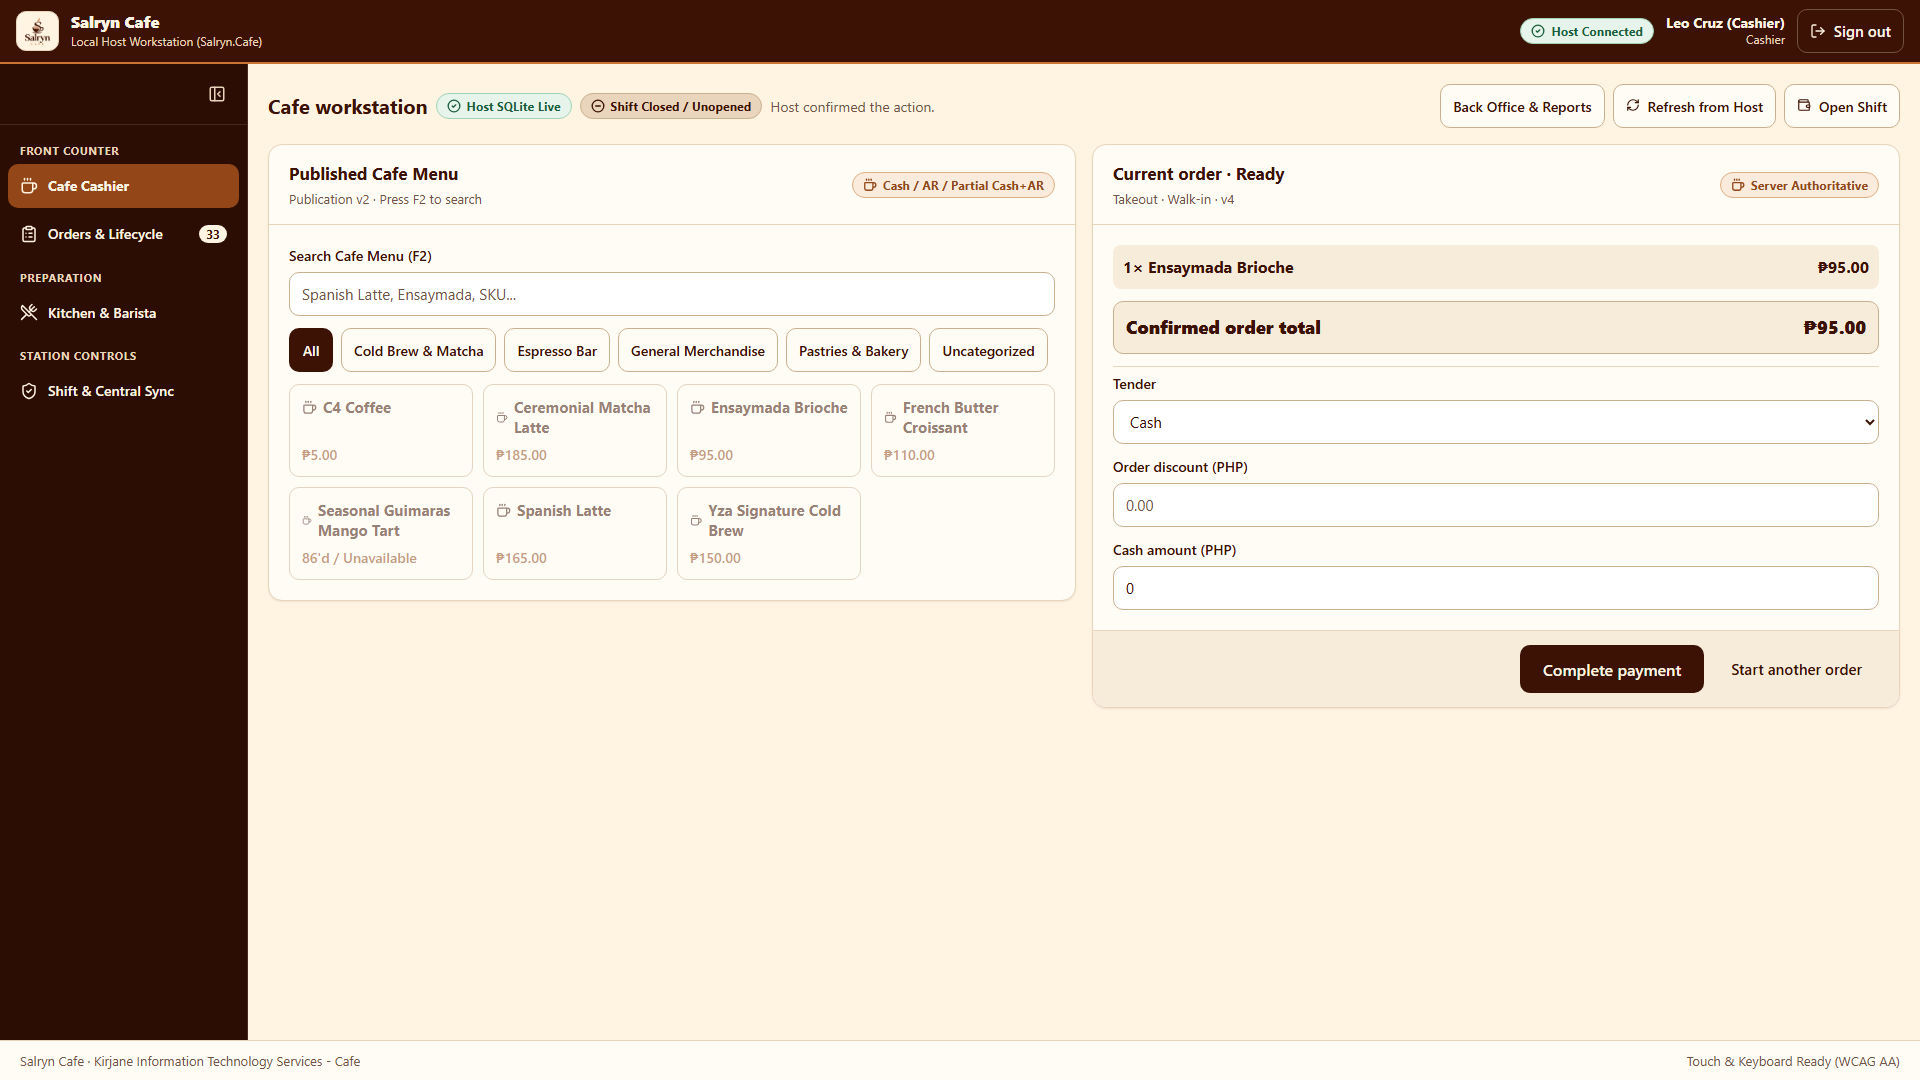 Salryn
Salryn Cafe
Local Host Workstation (Salryn.Cafe)
Host Connected
Leo Cruz (Cashier)
Cashier
Sign out
FRONT COUNTER
Cafe Cashier
Orders & Lifecycle
33
PREPARATION
Kitchen & Barista
STATION CONTROLS
Shift & Central Sync
Cafe workstation
Host SQLite Live
Shift Closed / Unopened
Host confirmed the action.
Back Office & Reports
Refresh from Host
Open Shift
Published Cafe Menu
Publication v2 · Press F2 to search
Cash / AR / Partial Cash+AR
Search Cafe Menu (F2)
Spanish Latte, Ensaymada, SKU...
All
Cold Brew & Matcha
Espresso Bar
General Merchandise
Pastries & Bakery
Uncategorized
C4 Coffee
₱5.00
Ceremonial Matcha
Latte
₱185.00
Ensaymada Brioche
₱95.00
French Butter
Croissant
₱110.00
Seasonal Guimaras
Mango Tart
86'd / Unavailable
Spanish Latte
₱165.00
Yza Signature Cold
Brew
₱150.00
Current order · Ready
Takeout · Walk-in · v4
Server Authoritative
1× Ensaymada Brioche
₱95.00
Confirmed order total
₱95.00
Tender
Cash
Order discount (PHP)
0.00
Cash amount (PHP)
0
Complete payment
Start another order
Salryn Cafe · Kirjane Information Technology Services - Cafe
Touch & Keyboard Ready (WCAG AA)